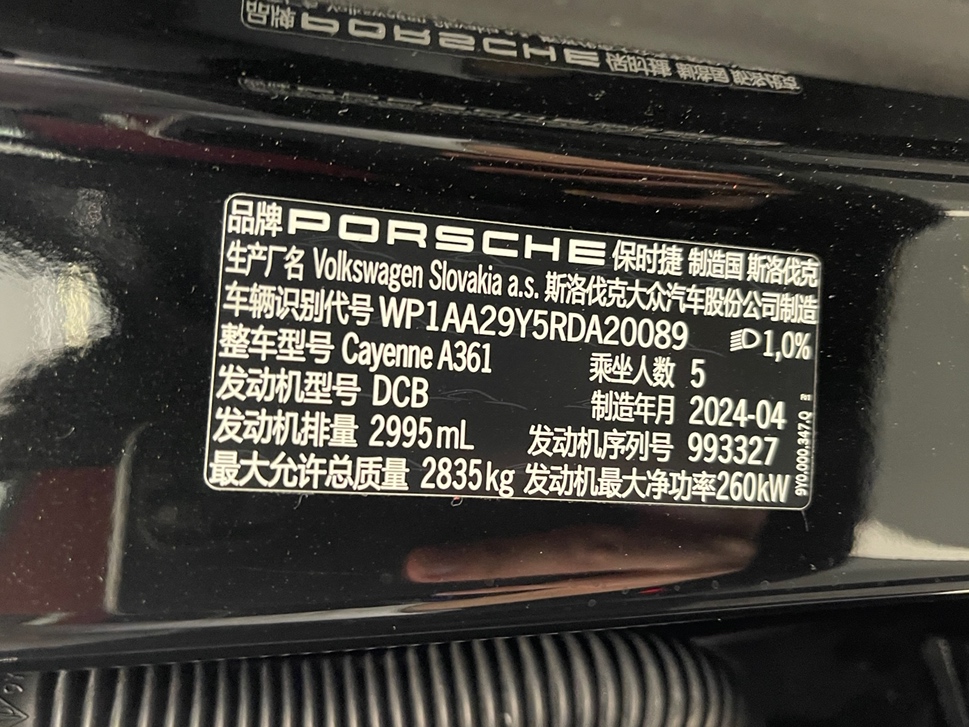 品牌 PORSCHE 保时捷 制造国 斯洛伐克
生产厂名 Volkswagen Slovakia a.s. 斯洛伐克大众汽车股份公司制造
车辆识别代号 WP1AA29Y5RDA20089 1,0%
整车型号 Cayenne A361 乘坐人数 5
发动机型号 DCB 制造年月 2024-04
发动机排量 2995mL 发动机序列号 993327
最大允许总质量 2835kg 发动机最大净功率260kW
9Y0.000.347.Q